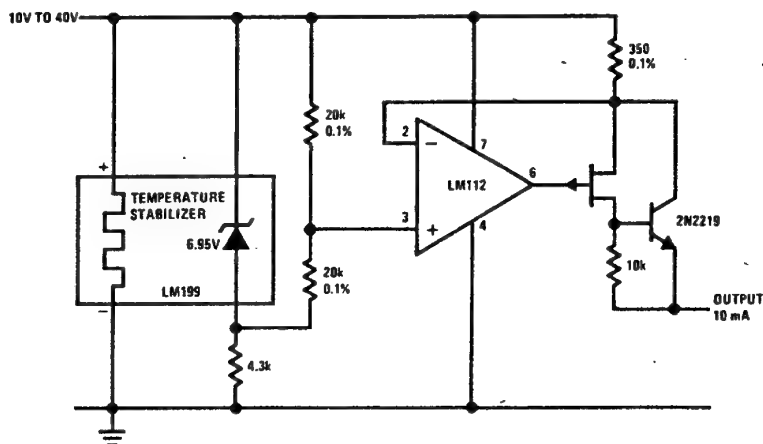 10V TO 40V
350
0.1%
20k
0.1%
2
7
+
−
LM112
6
TEMPERATURE
STABILIZER
2N2219
6.95V
3
+
4
20k
0.1%
10k
LM199
−
OUTPUT
10 mA
4.3k